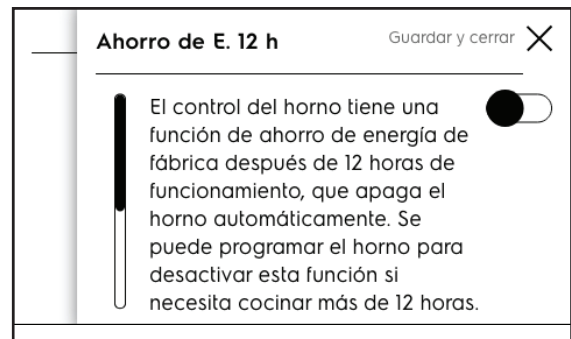 Ahorro de E. 12 h
Guardar y cerrar
El control del horno tiene una
función de ahorro de energía de
fábrica después de 12 horas de
funcionamiento, que apaga el
horno automáticamente. Se
puede programar el horno para
desactivar esta función si
necesita cocinar más de 12 horas.